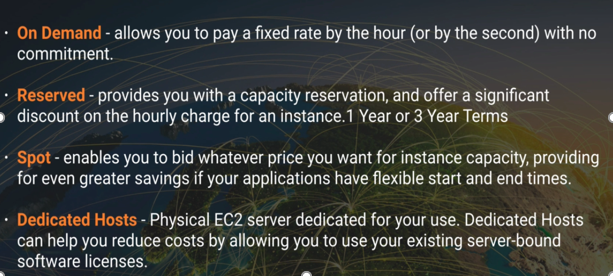 · On Demand - allows you to pay a fixed rate by the hour (or by the second) with no
commitment.
· Reserved - provides you with a capacity reservation, and offer a significant
discount on the hourly charge for an instance.1 Year or 3 Year Terms
· Spot - enables you to bid whatever price you want for instance capacity, providing
for even greater savings if your applications have flexible start and end times.
· Dedicated Hosts - Physical EC2 server dedicated for your use. Dedicated Hosts
can help you reduce costs by allowing you to use your existing server-bound
software licenses.